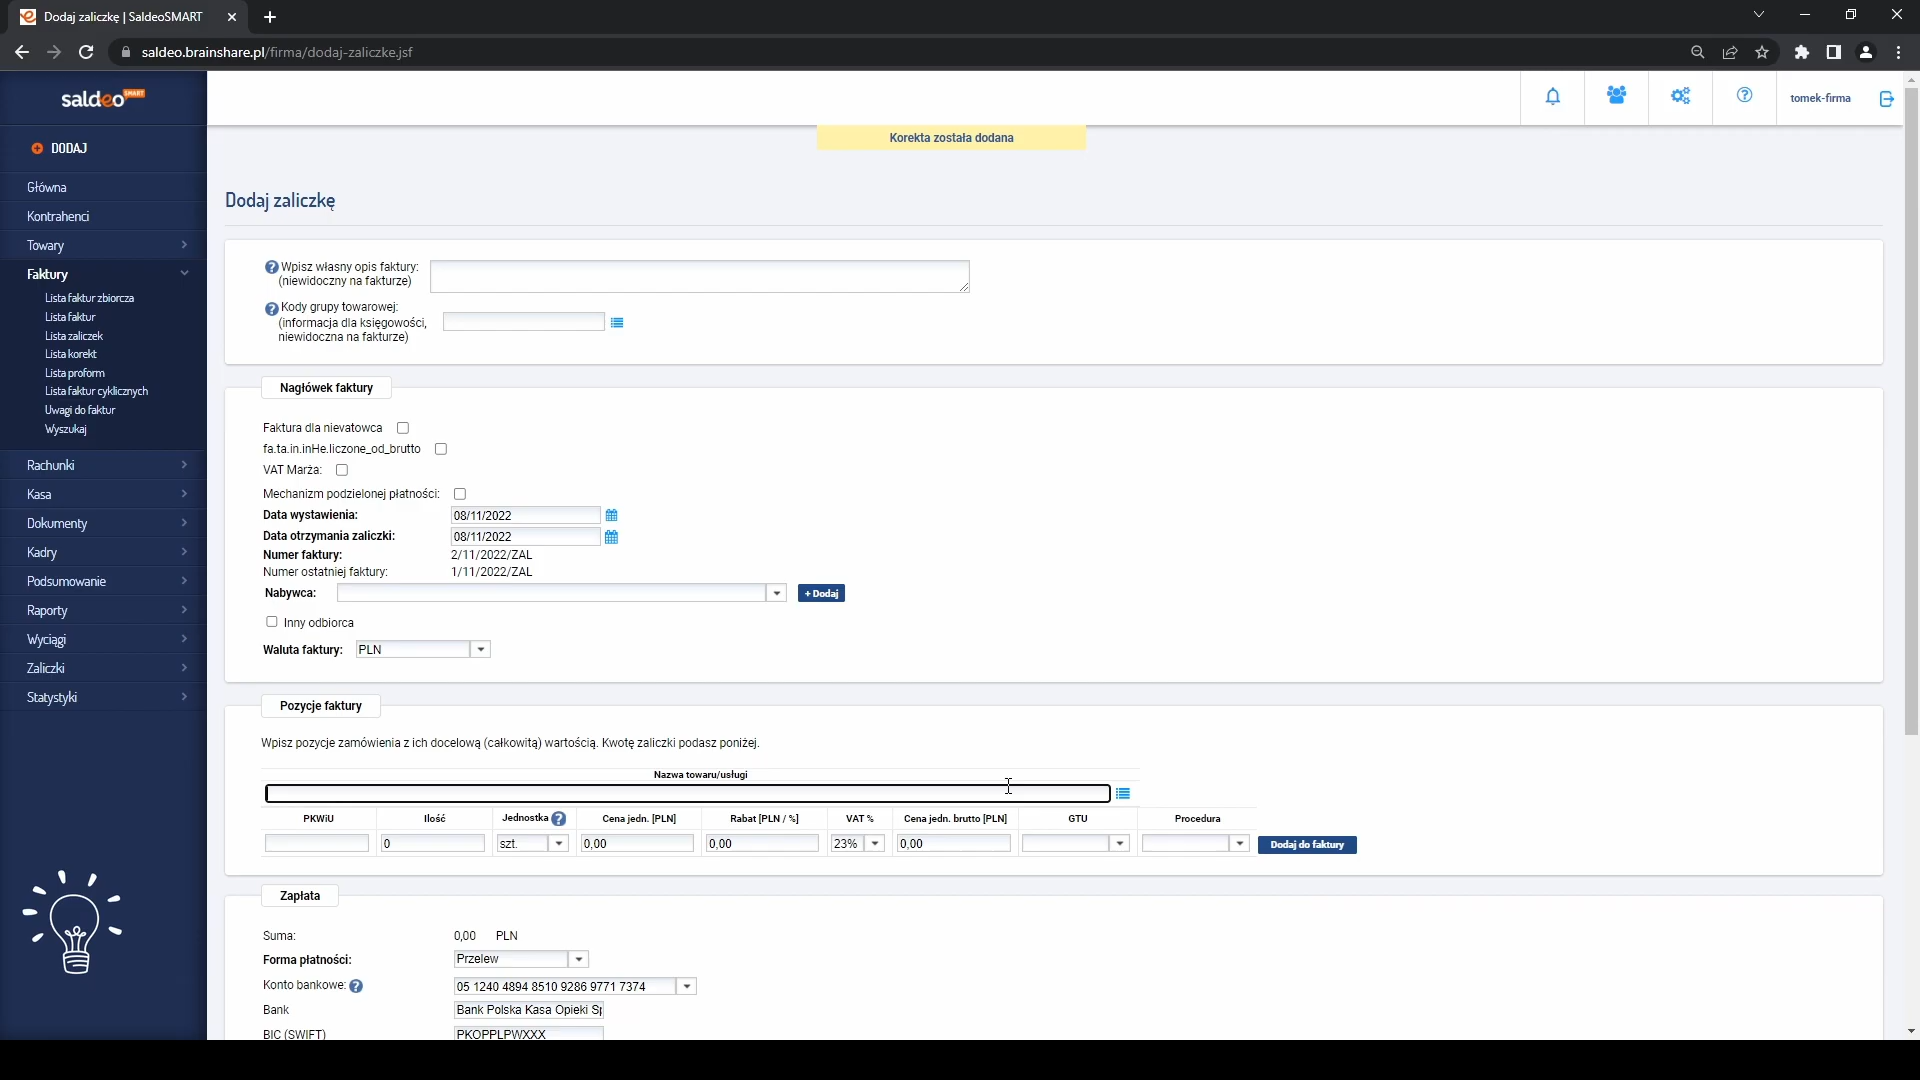 Dodaj zaliczkę | SaldeoSMART
saldeo.brainshare.pl/firma/dodaj-zaliczke.jsf
saldeo SMART
tomek-firma
Korekta została dodana
DODAJ
Główna
Kontrahenci
Towary
Faktury
Lista faktur zbiorcza
Lista faktur
Lista zaliczek
Lista korekt
Lista proform
Lista faktur cyklicznych
Uwagi do faktur
Wyszukaj
Rachunki
Kasa
Dokumenty
Kadry
Podsumowanie
Raporty
Wyciągi
Zaliczki
Statystyki
Dodaj zaliczkę
Wpisz własny opis faktury:
(niewidoczny na fakturze)
Kody grupy towarowej:
(informacja dla księgowości,
niewidoczna na fakturze)
Nagłówek faktury
Faktura dla nievatowca
fa.ta.in.inHe.liczone_od_brutto
VAT Marża:
Mechanizm podzielonej płatności:
Data wystawienia: 08/11/2022
Data otrzymania zaliczki: 08/11/2022
Numer faktury: 2/11/2022/ZAL
Numer ostatniej faktury: 1/11/2022/ZAL
Nabywca: + Dodaj
Inny odbiorca
Waluta faktury: PLN
Pozycje faktury
Wpisz pozycje zamówienia z ich docelową (całkowitą) wartością. Kwotę zaliczki podasz poniżej.
Nazwa towaru/usługi
PKWiU Ilość Jednostka Cena jedn. [PLN] Rabat [PLN / %] VAT % Cena jedn. brutto [PLN] GTU Procedura
0 szt. 0,00 0,00 23% 0,00 Dodaj do faktury
Zapłata
Suma: 0,00 PLN
Forma płatności: Przelew
Konto bankowe: 05 1240 4894 8510 9286 9771 7374
Bank Bank Polska Kasa Opieki Sp
BIC (SWIFT) PKOPPLPWXXX